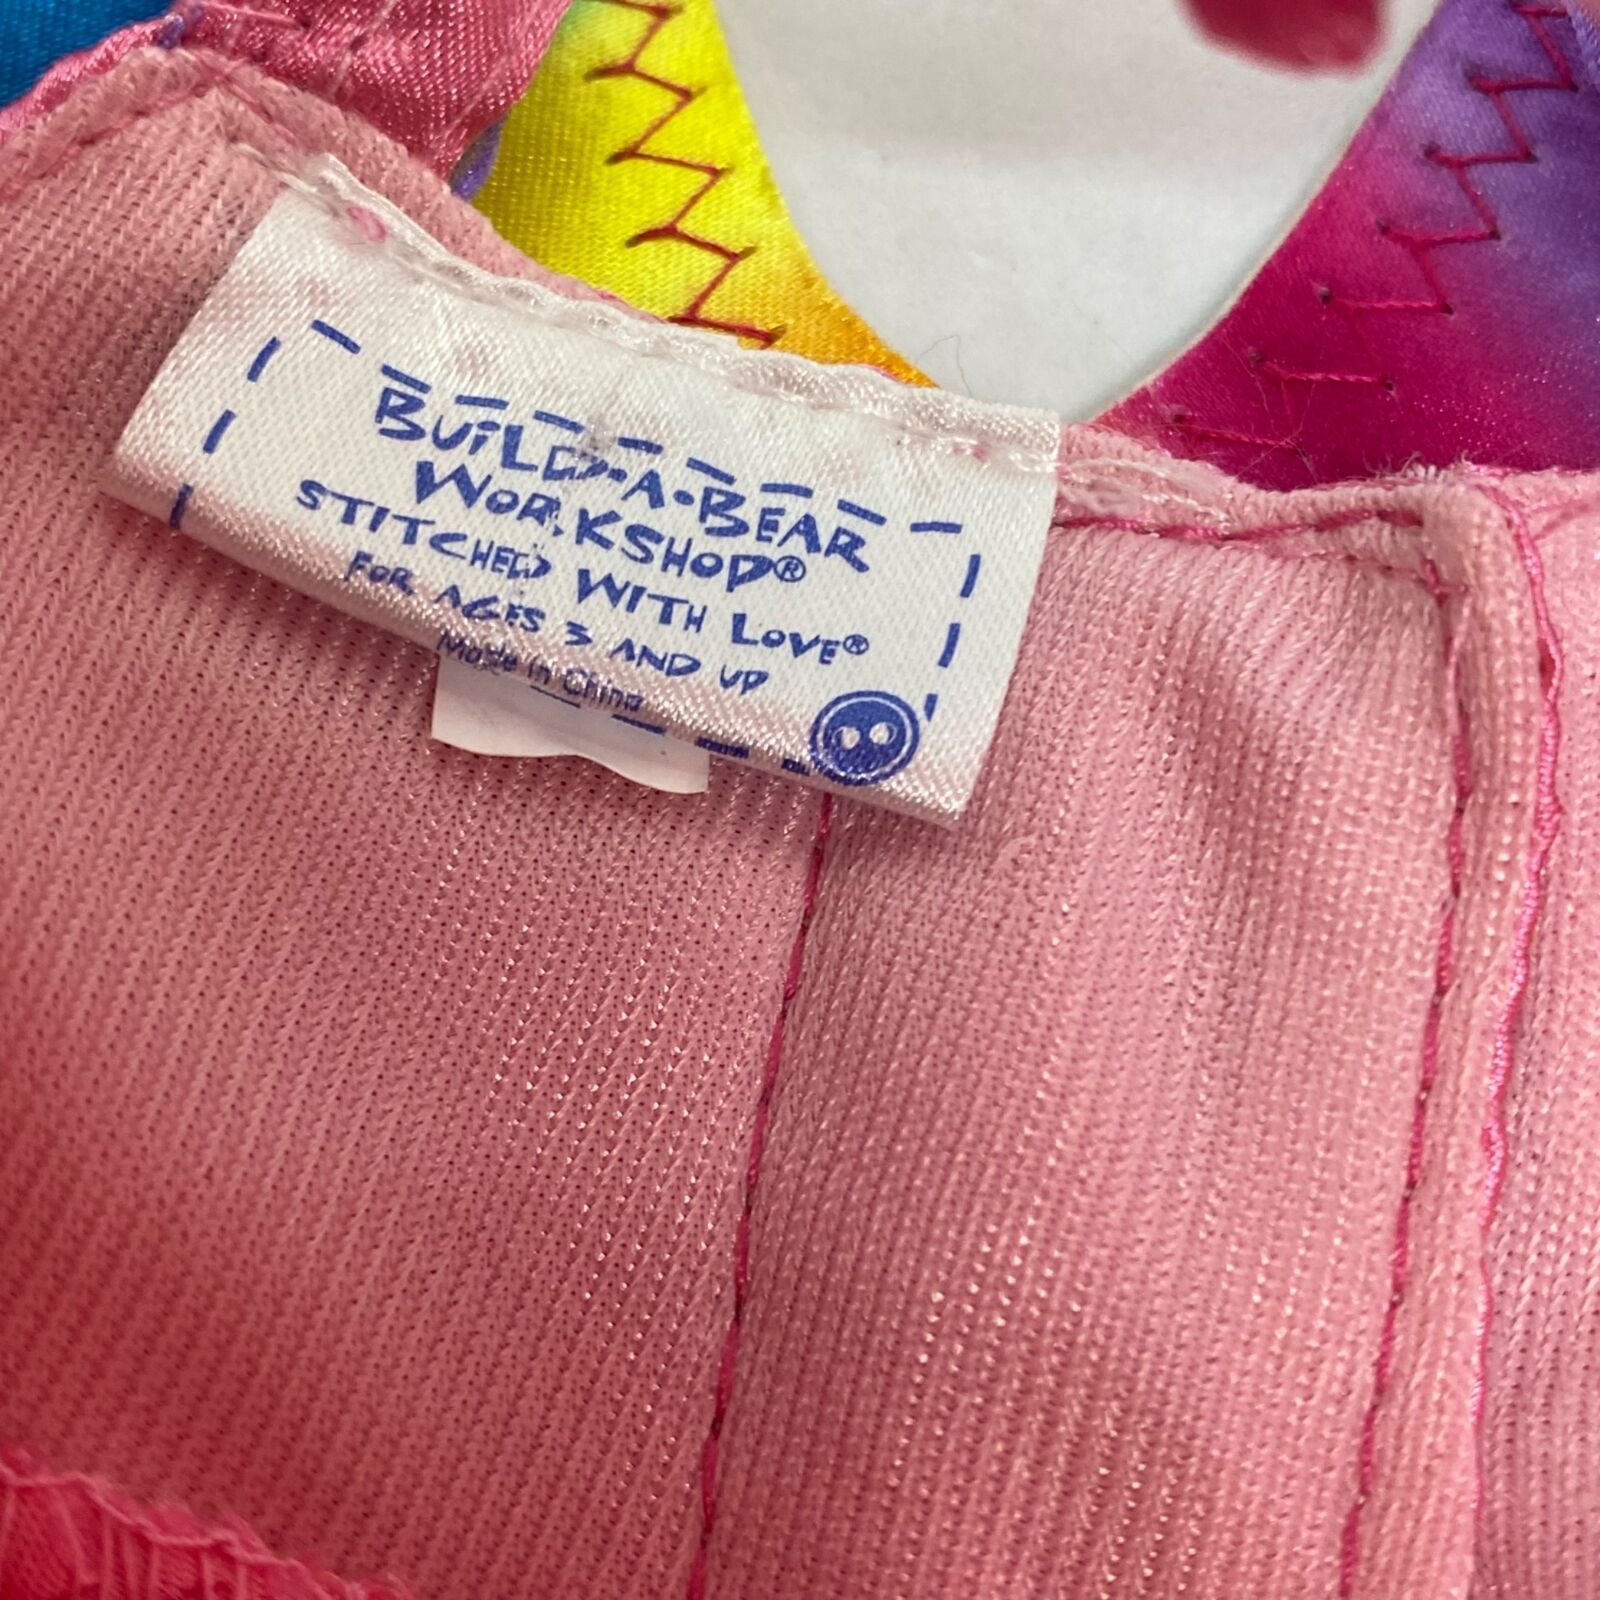 BUILD-A-BEAR
WORKSHOP®
STITCHED WITH LOVE®
FOR AGES 3 AND UP
Made in China